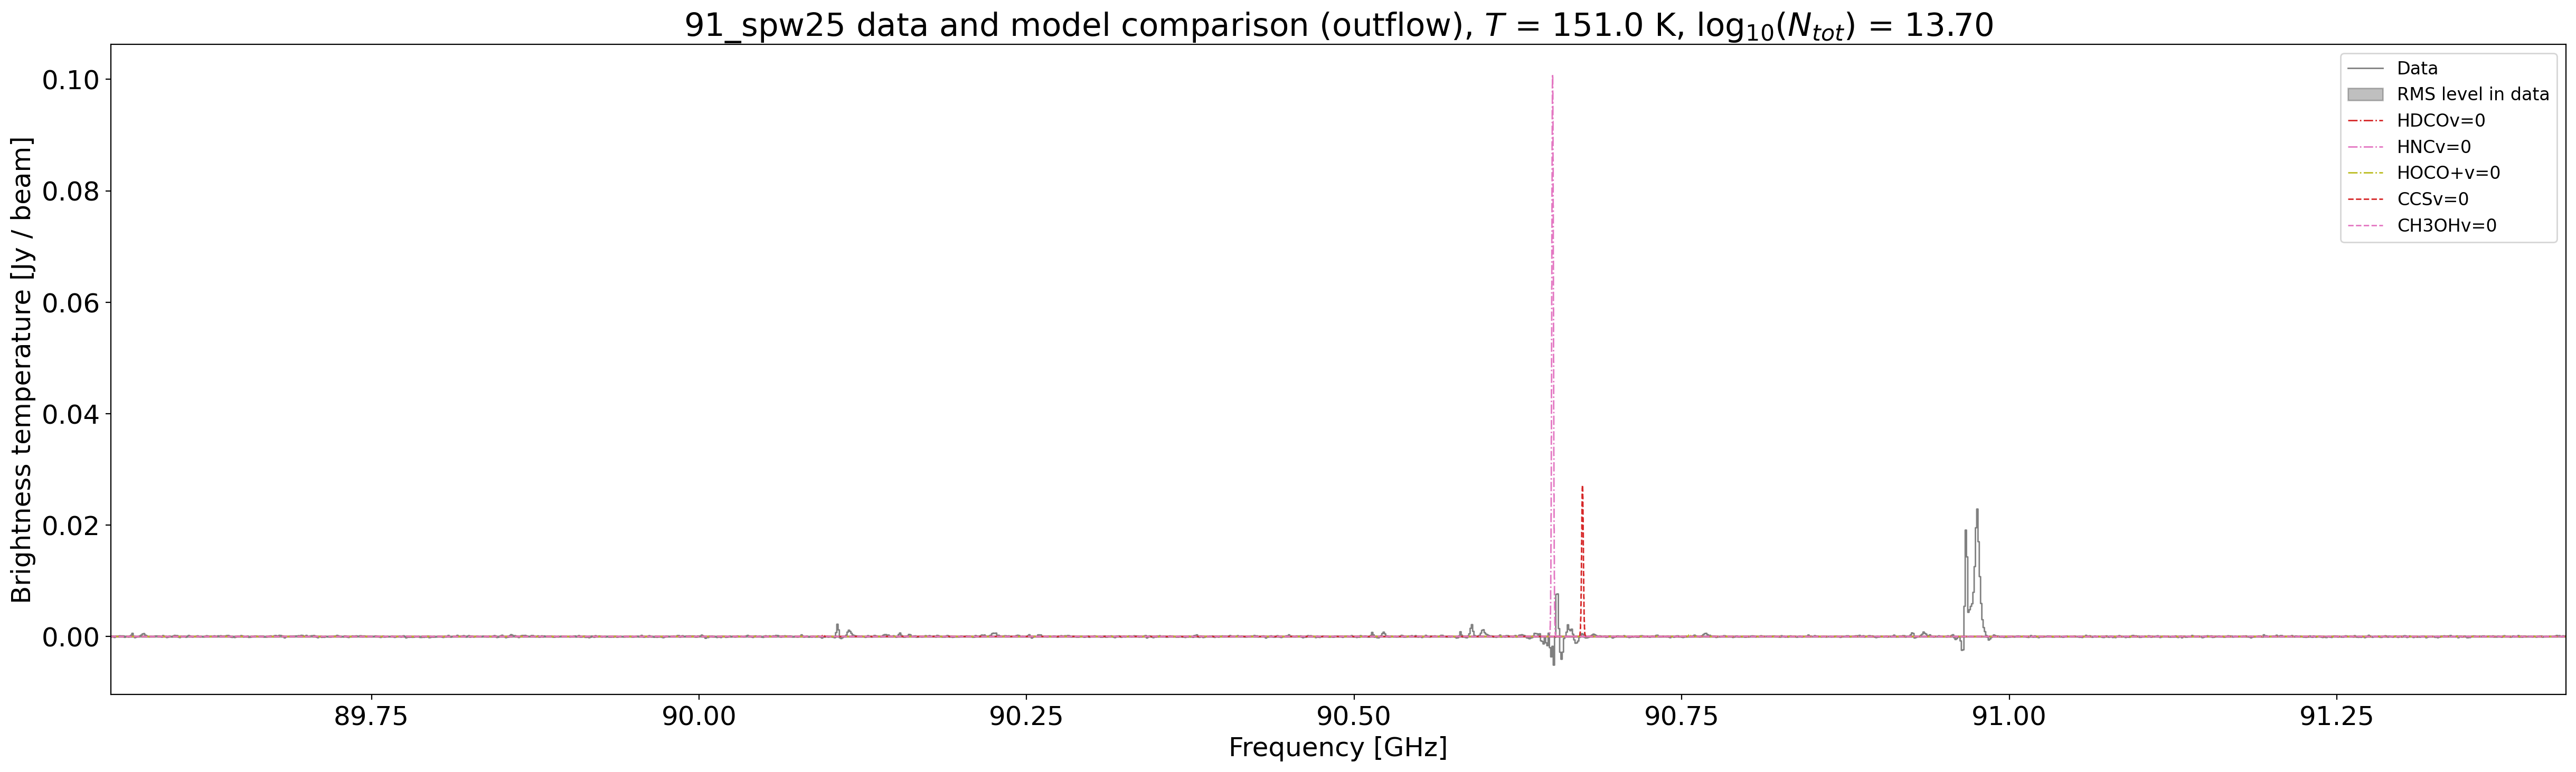 91_spw25 data and model comparison (outflow), T = 151.0 K, log₁₀(Nₜₒₜ) = 13.70
Brightness temperature [Jy / beam]
0.10
0.08
0.06
0.04
0.02
0.00
Data
RMS level in data
HDCOv=0
HNCv=0
HOCO+v=0
CCSv=0
CH3OHv=0
89.75 90.00 90.25 90.50 90.75 91.00 91.25
Frequency [GHz]